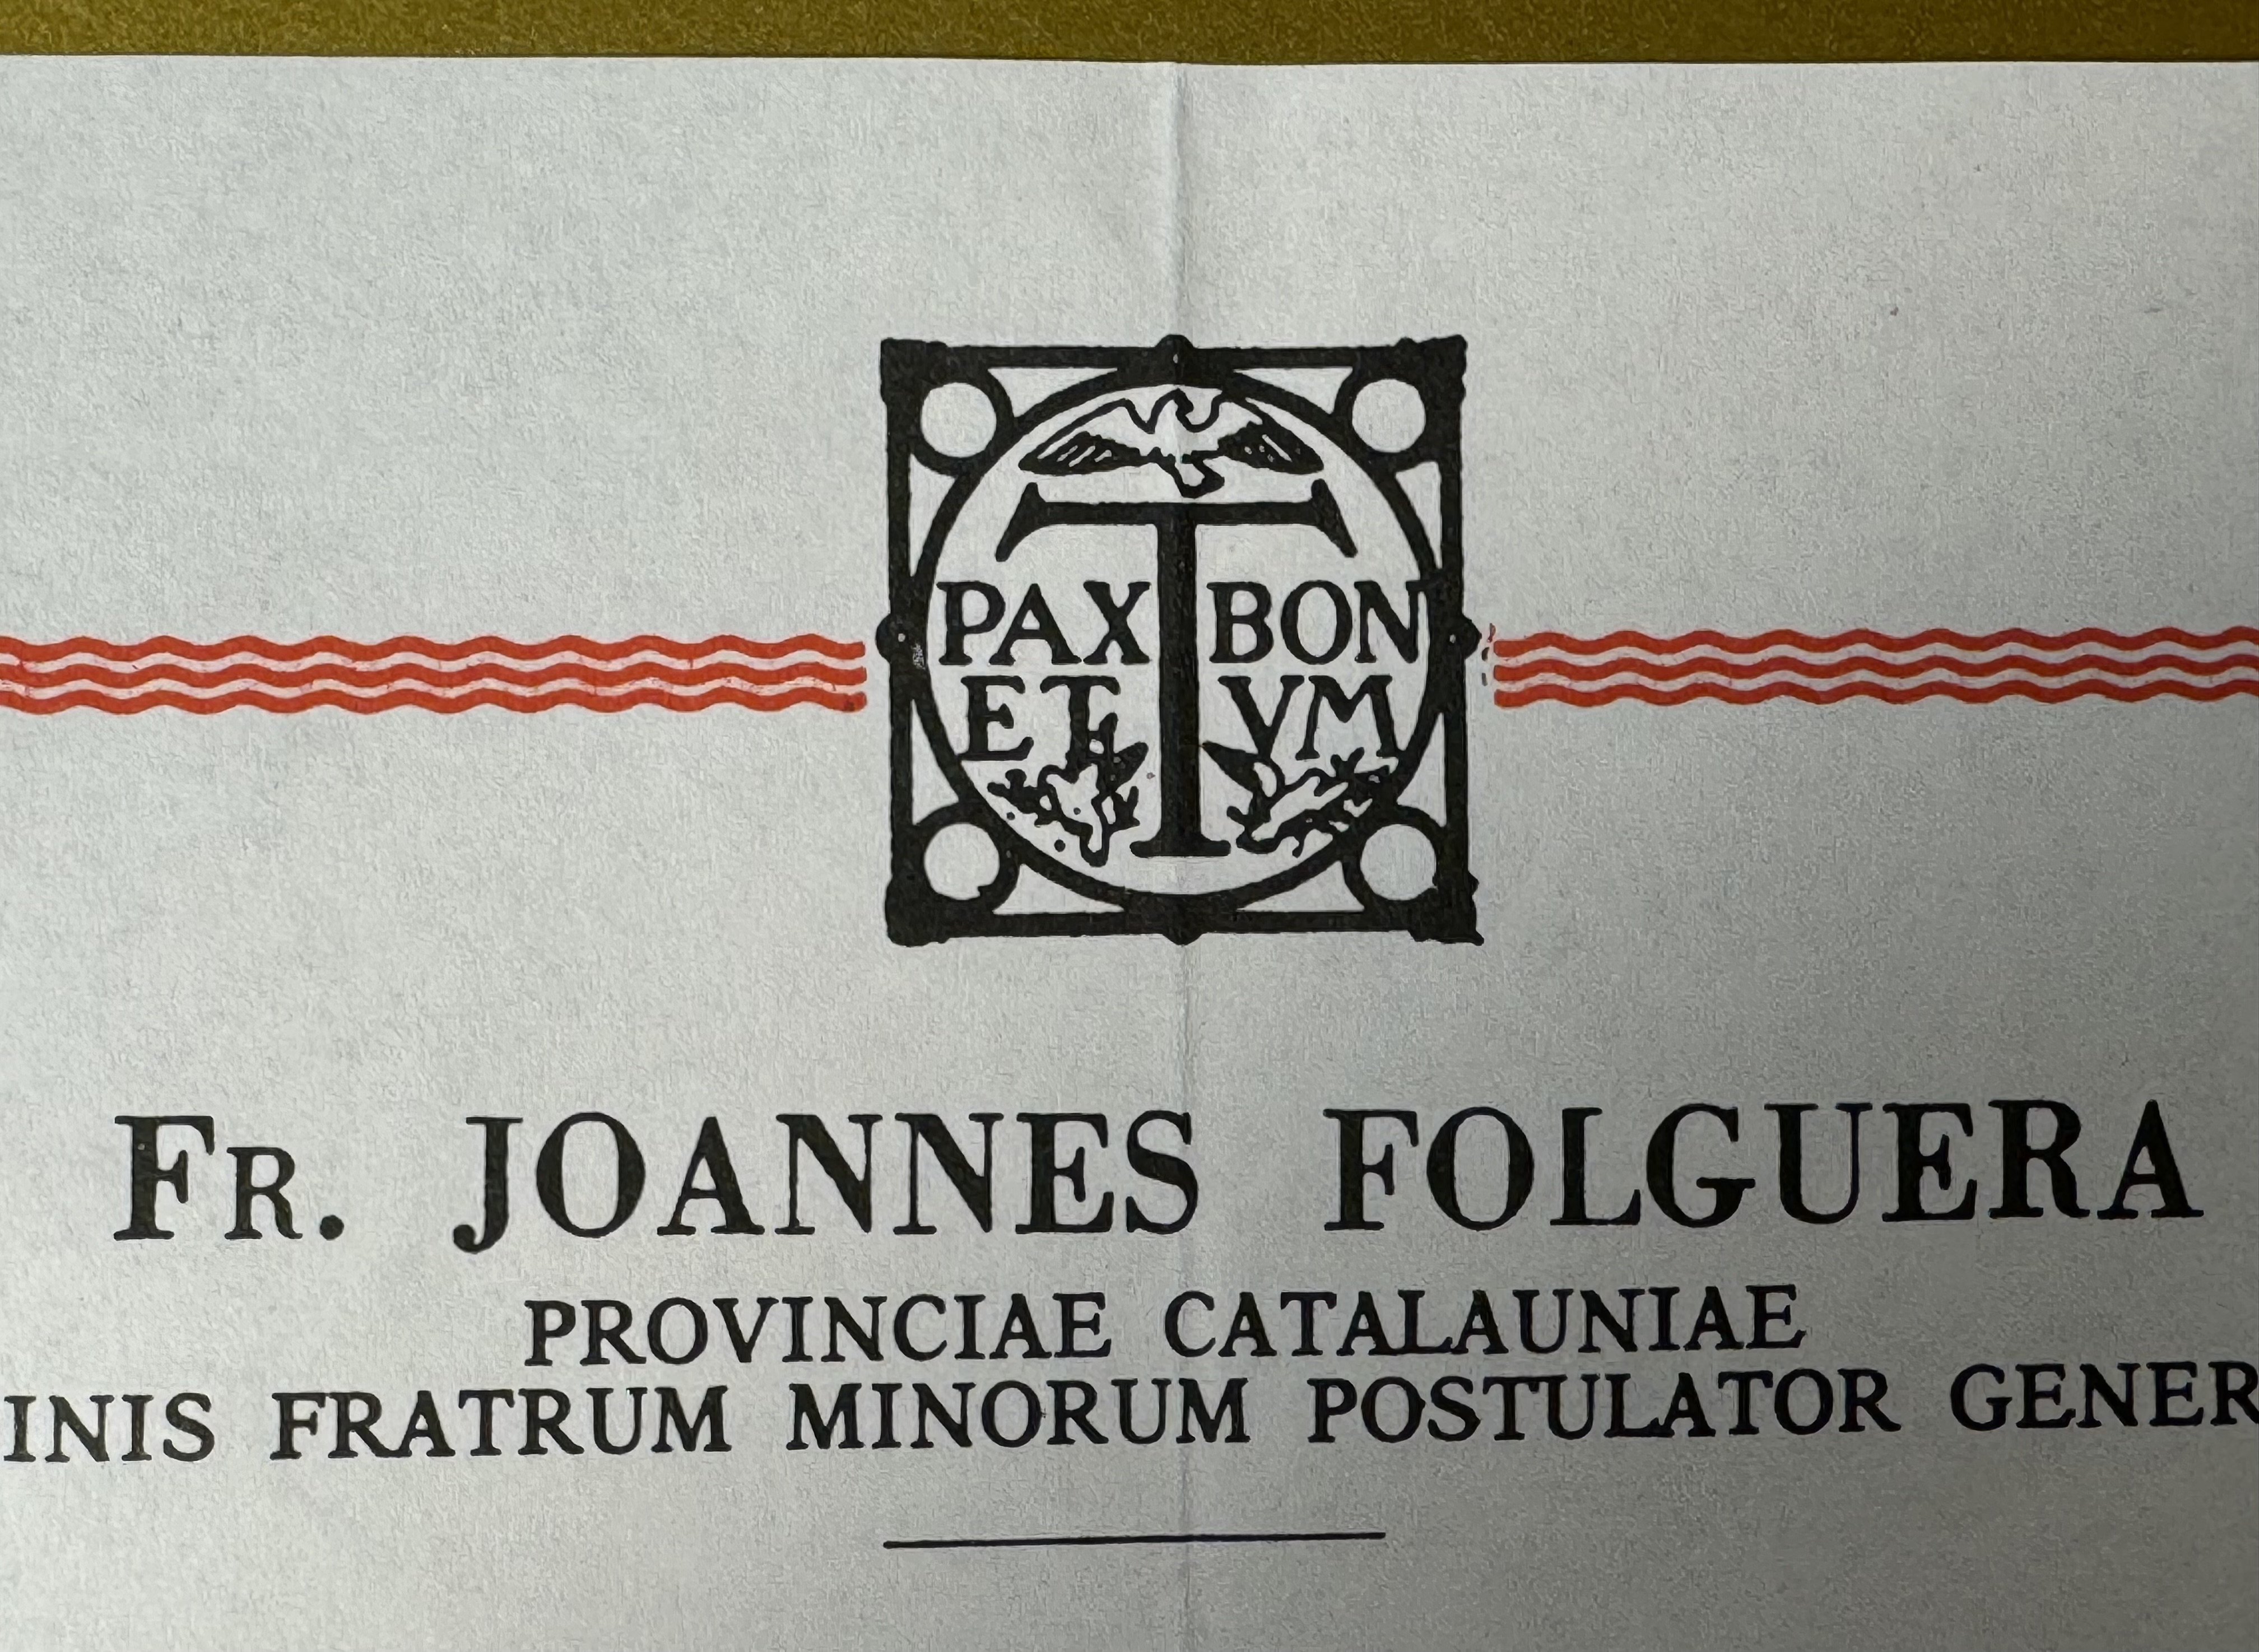 PAX BON
ET VM
FR. JOANNES FOLGUERA
PROVINCIAE CATALAUNIAE
INIS FRATRUM MINORUM POSTULATOR GENER